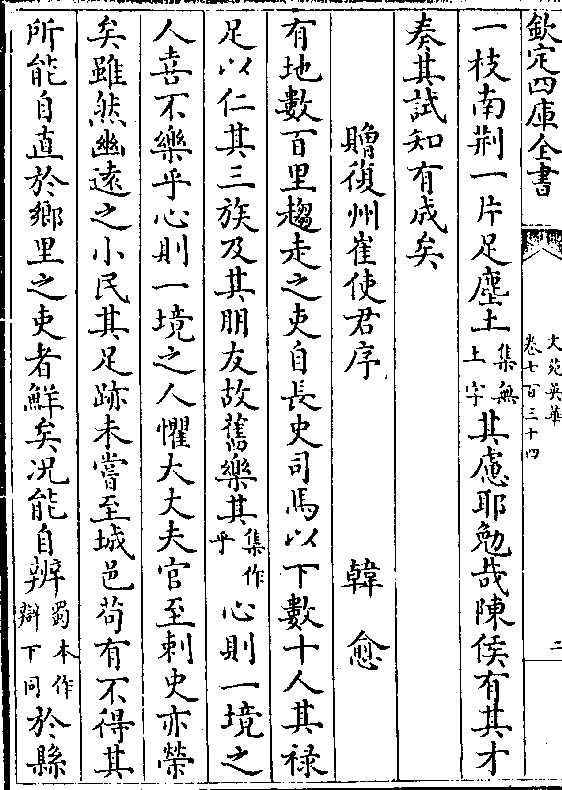 欽定四庫全書
文苑英華
卷七百三十四
二
一枝南荆一片足塵土集無土字其慮耶勉哉陳侯有其才
奏其試知有成矣
贈復州崔使君序 韓愈
有地數百里趨走之吏自長史司馬以下數十人其禄
足以仁其三族及其朋友故舊樂其集作乎心則一境之
人喜不樂乎心則一境之人懼大丈夫官至刺史亦榮
矣雖然幽遠之小民其足跡未嘗至城邑苟有不得其
所能自直於鄉里之吏者鮮矣況能自辨蜀本作辯下同於縣